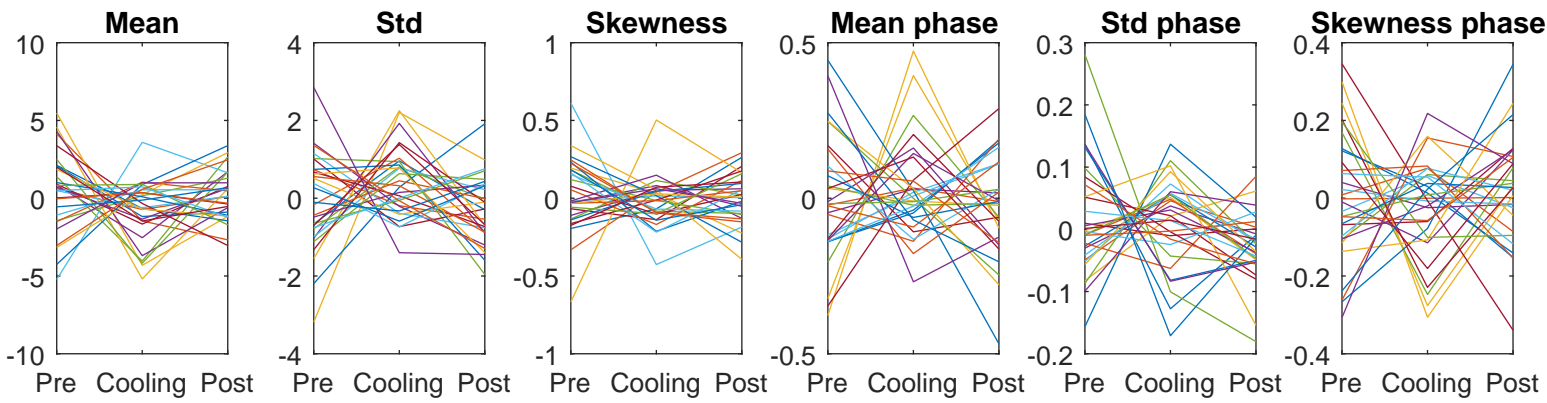 Mean
10
5
0
-5
-10
Pre Cooling Post
Std
4
2
0
-2
-4
Pre Cooling Post
Skewness
1
0.5
0
-0.5
-1
Pre Cooling Post
Mean phase
0.5
0
-0.5
Pre Cooling Post
Std phase
0.3
0.2
0.1
0
-0.1
-0.2
Pre Cooling Post
Skewness phase
0.4
0.2
0
-0.2
-0.4
Pre Cooling Post